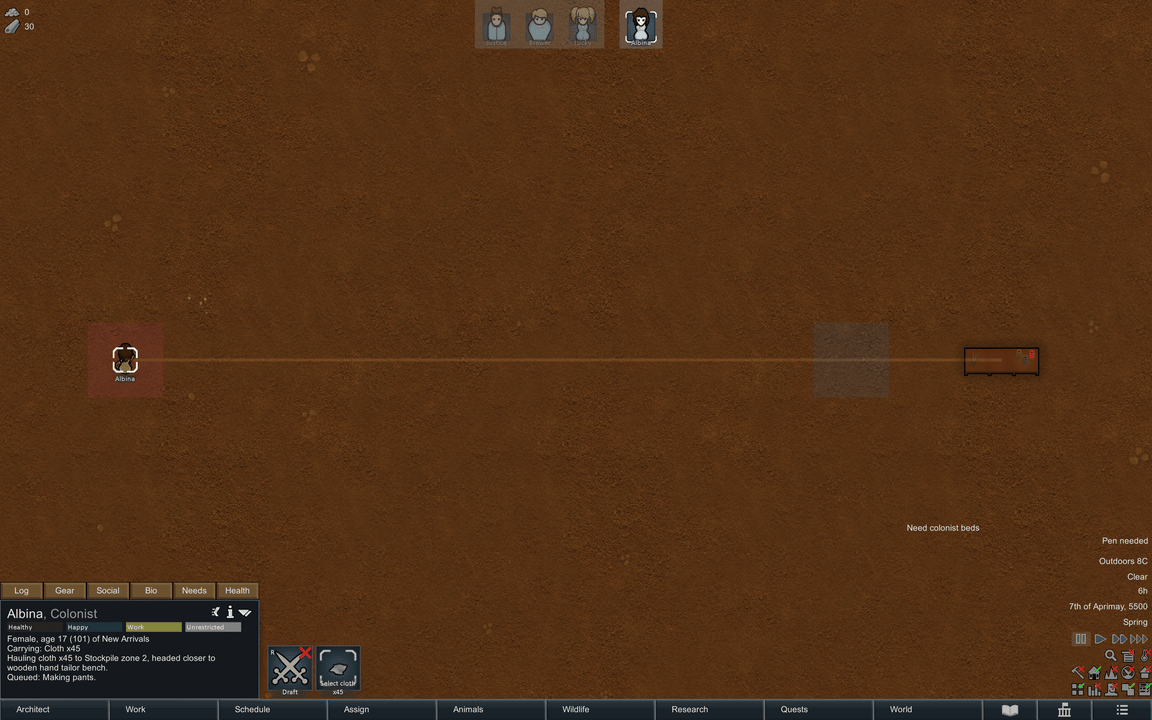 0
30
Justice
Brewer
Lucky
Albina
Albina
Need colonist beds
Pen needed
Outdoors 8C
Clear
6h
7th of Aprimay, 5500
Spring
Log
Gear
Social
Bio
Needs
Health
Albina, Colonist
Healthy
Happy
Work
Unrestricted
Female, age 17 (101) of New Arrivals
Carrying: Cloth x45
Hauling cloth x45 to Stockpile zone 2, headed closer to
wooden hand tailor bench.
Queued: Making pants.
R
Draft
Select cloth
x45
Architect
Work
Schedule
Assign
Animals
Wildlife
Research
Quests
World